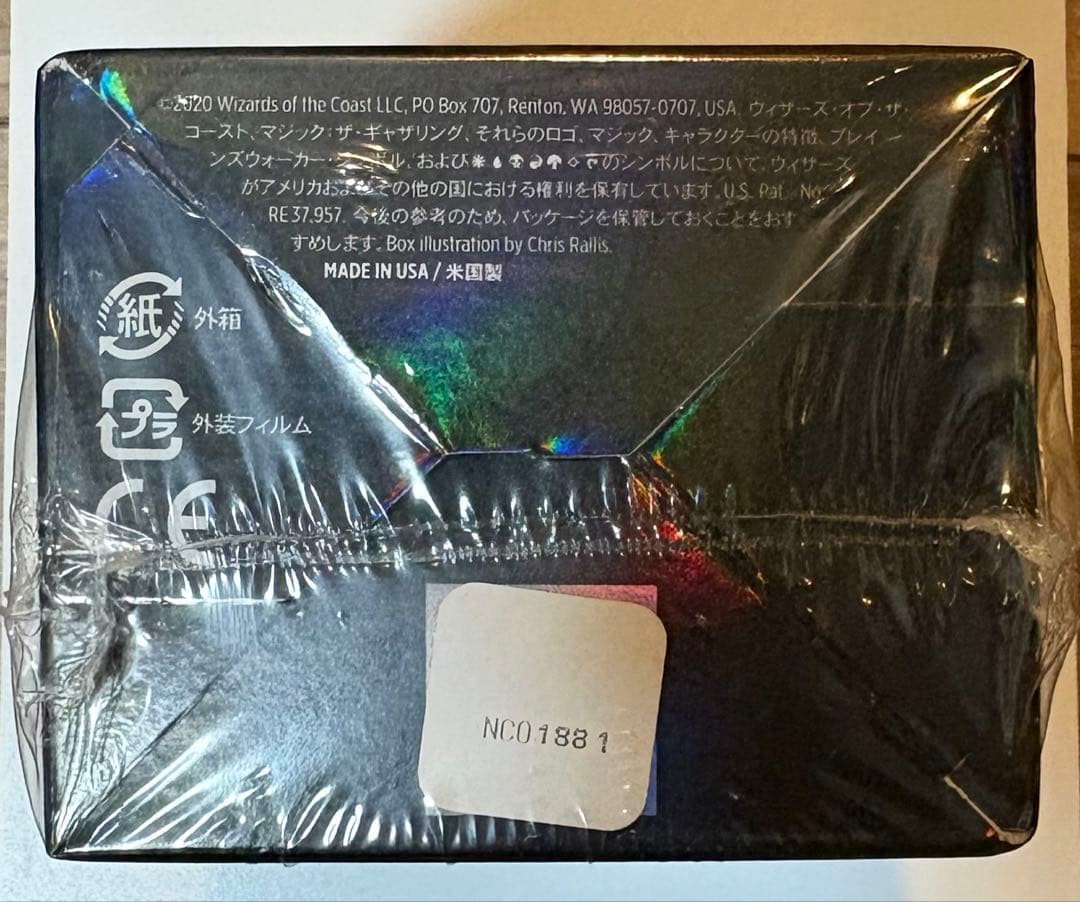 ©2020 Wizards of the Coast LLC, PO Box 707, Renton, WA 98057-0707, USA. ウィザーズ・オブ・ザ・
コースト、マジック：ザ・ギャザリング、それらのロゴ、マジック、キャラクターの特徴、プレイ
ンズウォーカー・シンボル、およびのシンボルについて、ウィザーズ
がアメリカおよびその他の国における権利を保有しています。U.S. Pat. No.
RE 37,957. 今後の参考のため、パッケージを保管しておくことをおす
すめします。Box illustration by Chris Rallis.
MADE IN USA / 米国製
紙 外箱
プラ 外装フィルム
CE
NC01881